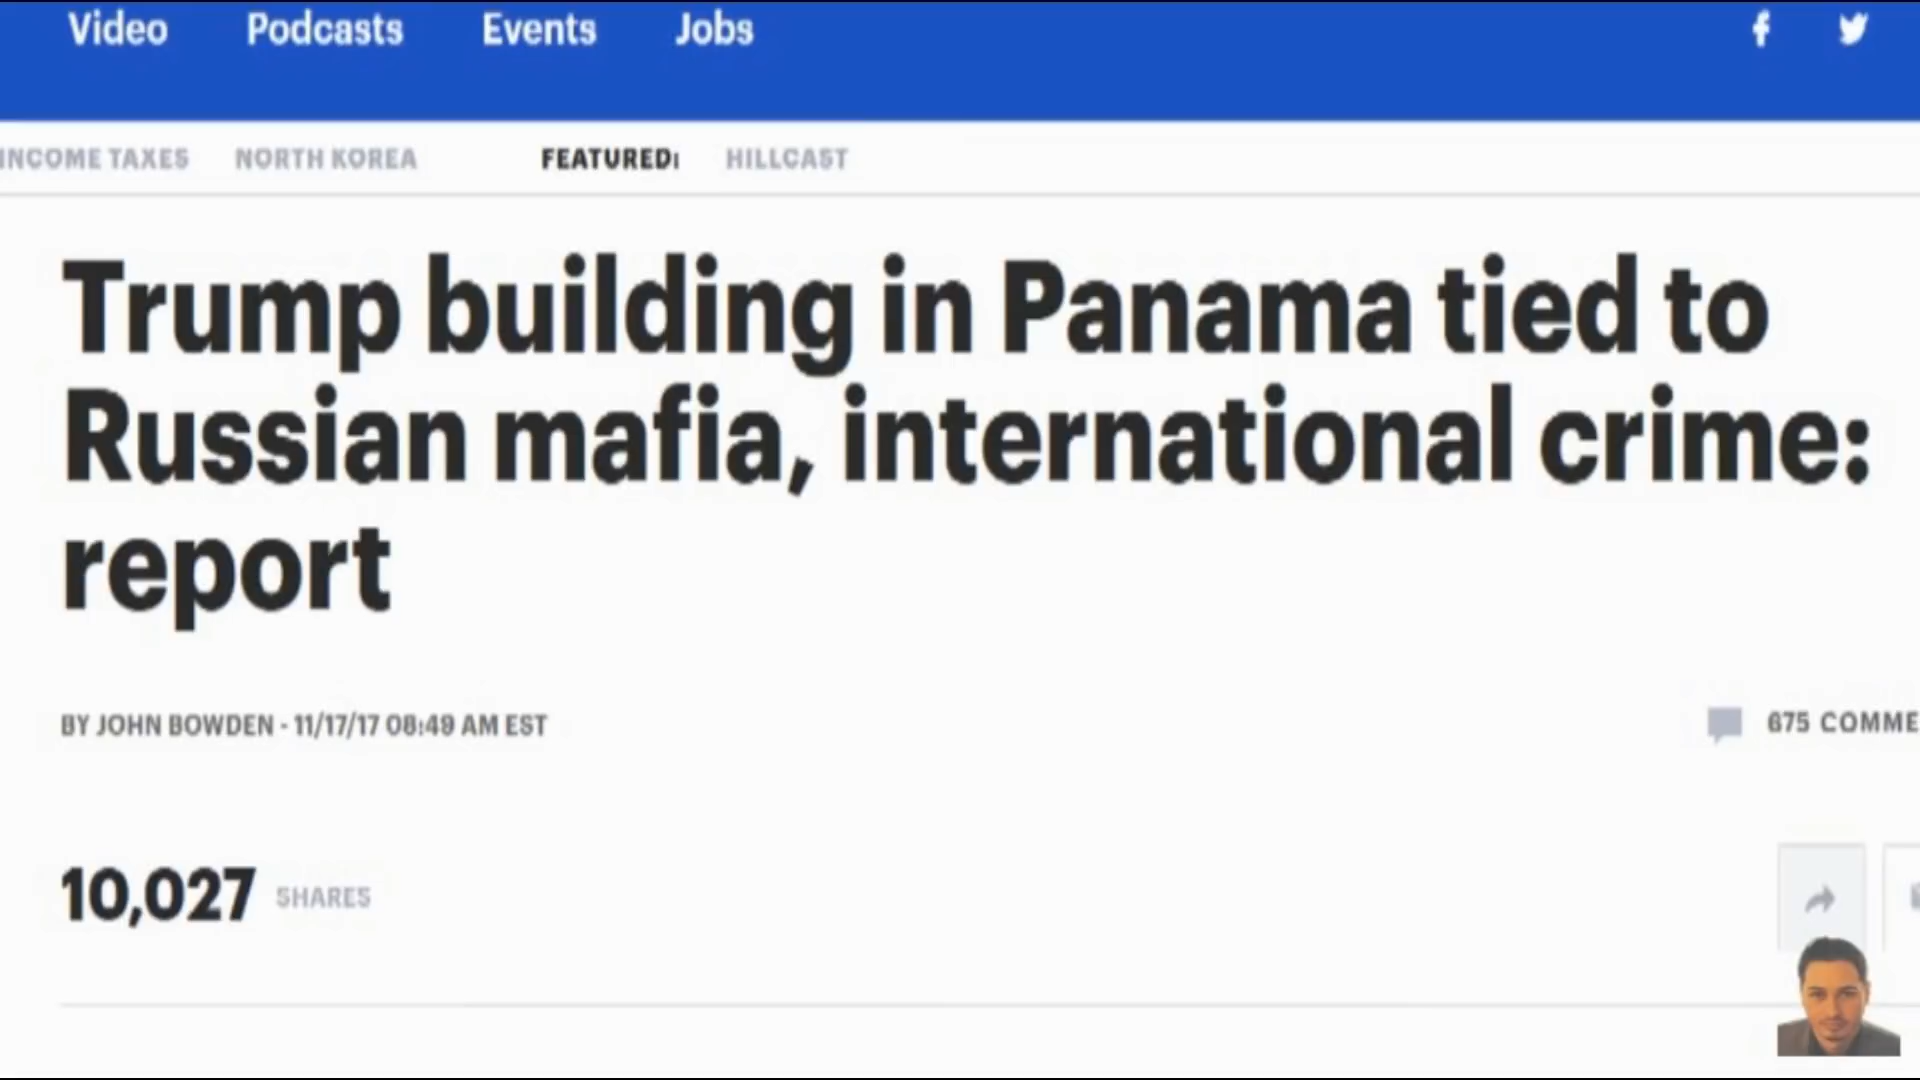 Video Podcasts Events Jobs
INCOME TAXES NORTH KOREA FEATURED: HILLCAST
Trump building in Panama tied to
Russian mafia, international crime:
report
BY JOHN BOWDEN - 11/17/17 08:49 AM EST
675 COMME
10,027 SHARES